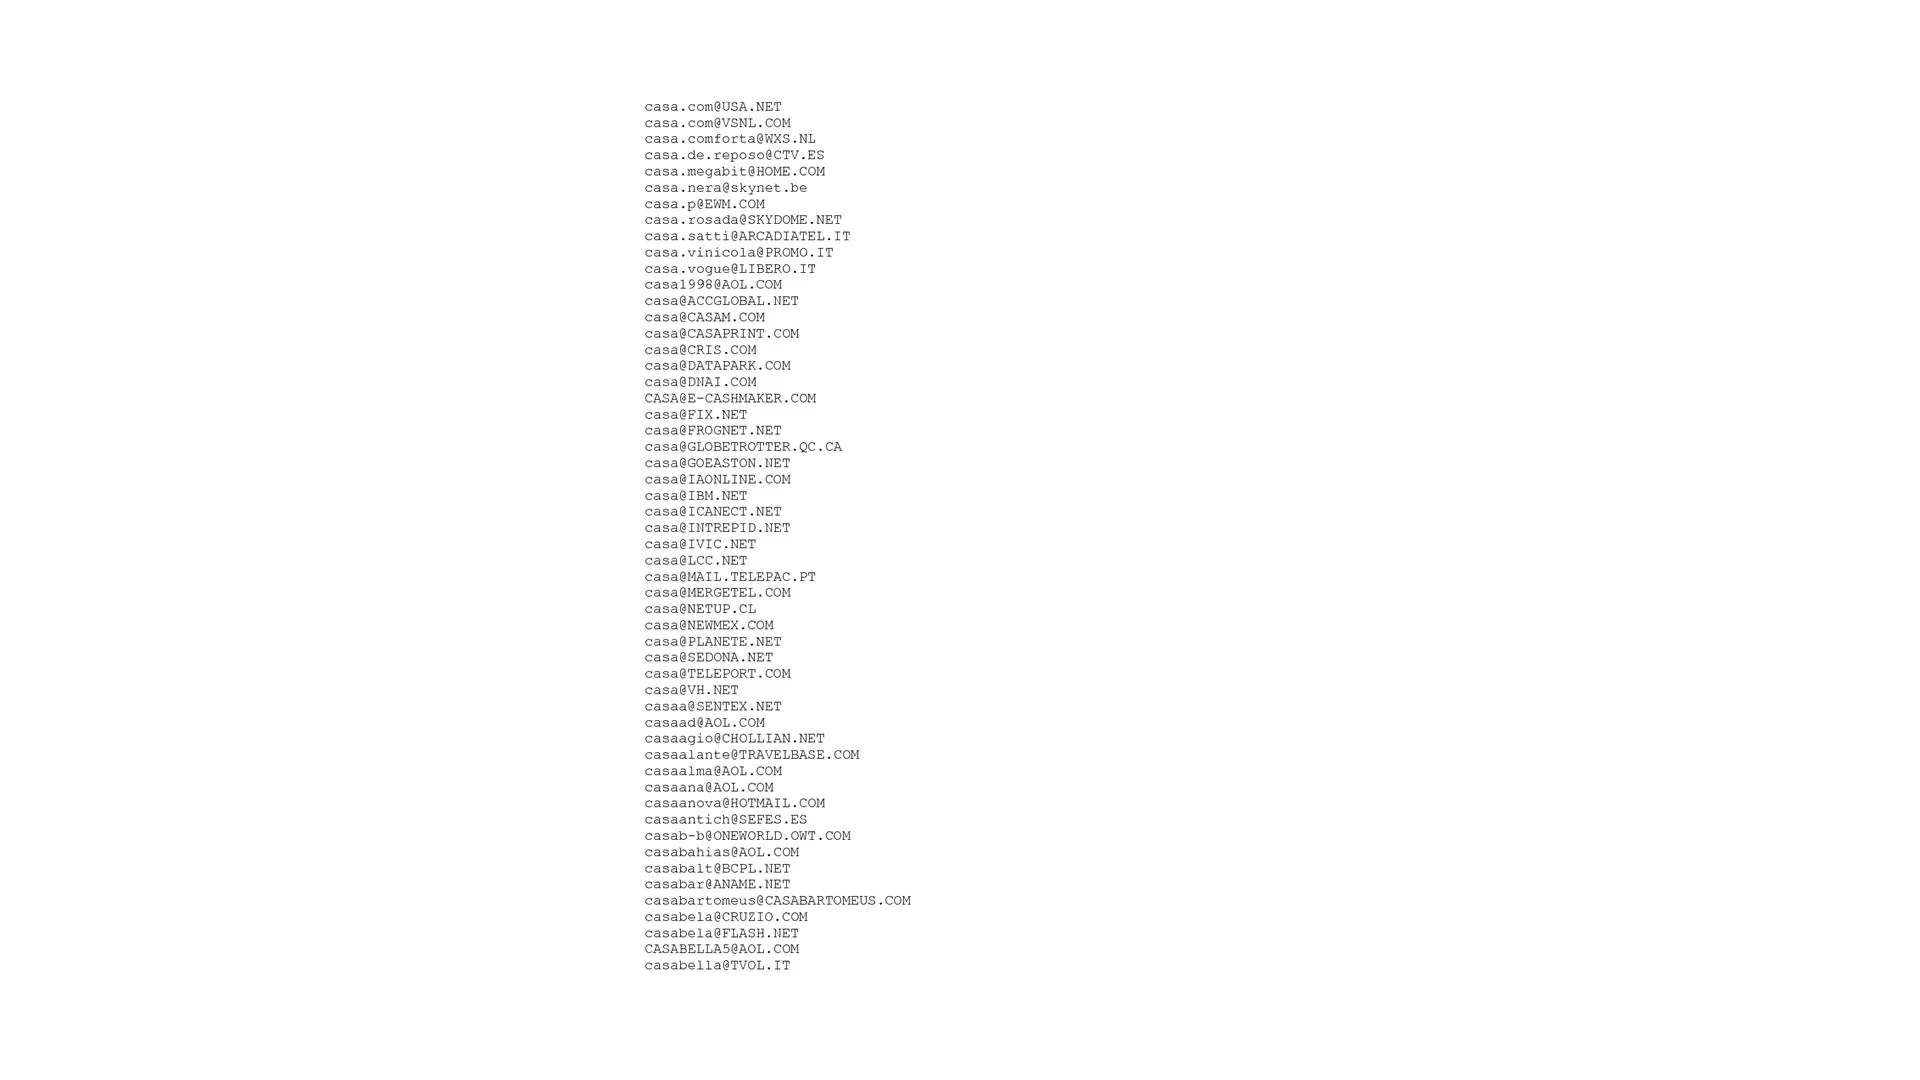 casa.com@USA.NET
casa.com@VSNL.COM
casa.comforta@WXS.NL
casa.de.reposo@CTV.ES
casa.megabit@HOME.COM
casa.nera@skynet.be
casa.p@EWM.COM
casa.rosada@SKYDOME.NET
casa.satti@ARCADIATEL.IT
casa.vinicola@PROMO.IT
casa.vogue@LIBERO.IT
casa1998@AOL.COM
casa@ACCGLOBAL.NET
casa@CASAM.COM
casa@CASAPRINT.COM
casa@CRIS.COM
casa@DATAPARK.COM
casa@DNAI.COM
CASA@E-CASHMAKER.COM
casa@FIX.NET
casa@FROGNET.NET
casa@GLOBETROTTER.QC.CA
casa@GOEASTON.NET
casa@IAONLINE.COM
casa@IBM.NET
casa@ICANECT.NET
casa@INTREPID.NET
casa@IVIC.NET
casa@LCC.NET
casa@MAIL.TELEPAC.PT
casa@MERGETEL.COM
casa@NETUP.CL
casa@NEWMEX.COM
casa@PLANETE.NET
casa@SEDONA.NET
casa@TELEPORT.COM
casa@VH.NET
casaa@SENTEX.NET
casaad@AOL.COM
casaagio@CHOLLIAN.NET
casaalante@TRAVELBASE.COM
casaalma@AOL.COM
casaana@AOL.COM
casaanova@HOTMAIL.COM
casaantich@SEFES.ES
casab-b@ONEWORLD.OWT.COM
casabahias@AOL.COM
casabalt@BCPL.NET
casabar@ANAME.NET
casabartomeus@CASABARTOMEUS.COM
casabela@CRUZIO.COM
casabela@FLASH.NET
CASABELLA5@AOL.COM
casabella@TVOL.IT